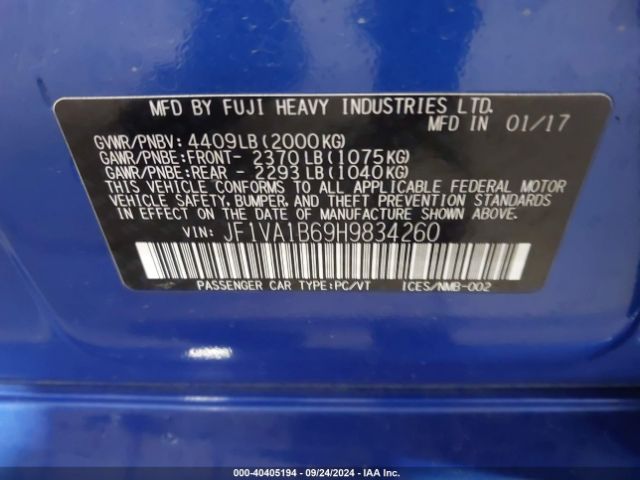 MFD BY FUJI HEAVY INDUSTRIES LTD.
MFD IN 01/17
GVWR/PNBV: 4409LB(2000KG)
GAWR/PNBE:FRONT- 2370LB(1075KG)
GAWR/PNBE:REAR - 2293LB(1040KG)
THIS VEHICLE CONFORMS TO ALL APPLICABLE FEDERAL MOTOR
VEHICLE SAFETY, BUMPER, AND THEFT PREVENTION STANDARDS
IN EFFECT ON THE DATE OF MANUFACTURE SHOWN ABOVE.
VIN: JF1VA1B69H9834260
PASSENGER CAR TYPE:PC/VT ICES/NMB-002
000-40405194 - 09/24/2024 - IAA Inc.